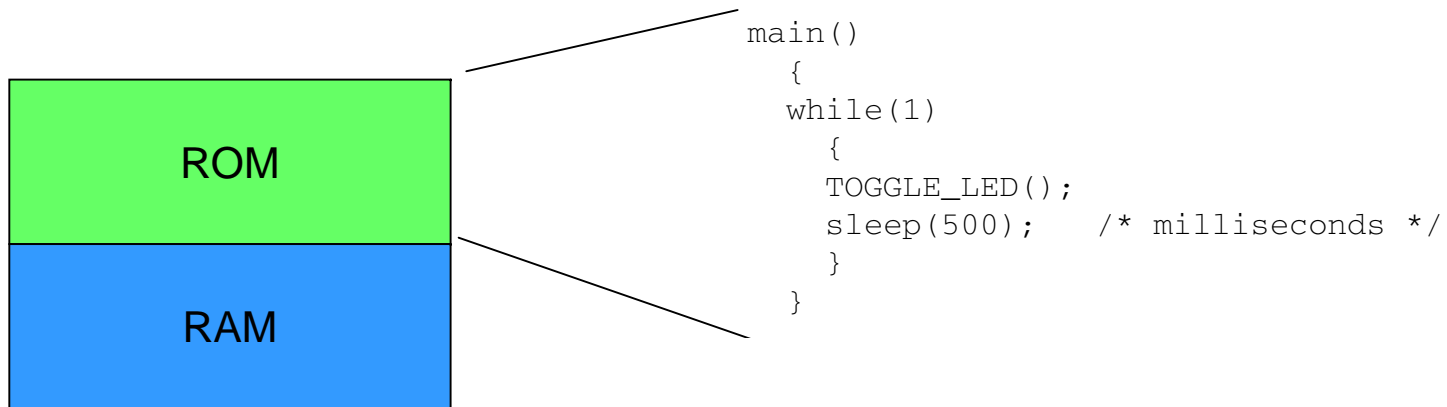 ROM
RAM
main()
{
while(1)
{
TOGGLE_LED();
sleep(500);   /* milliseconds */
}
}